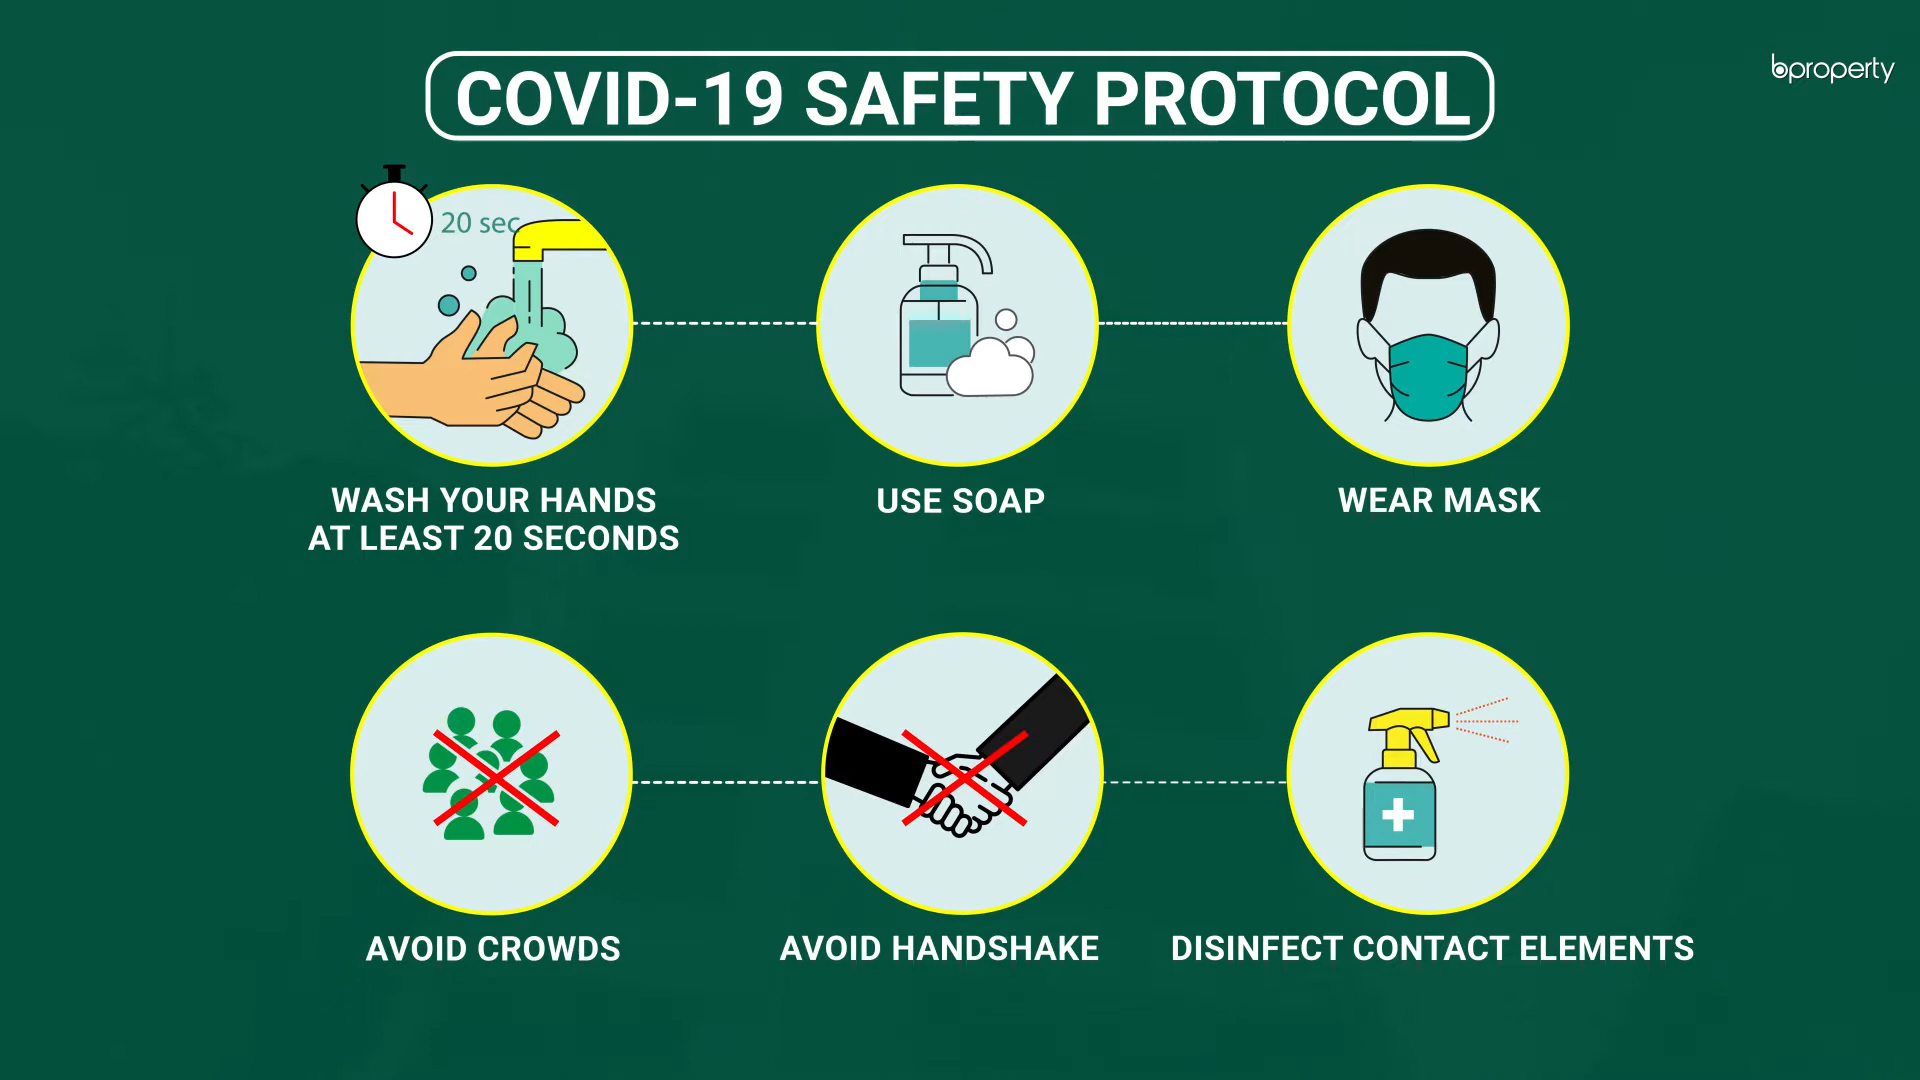 COVID-19 SAFETY PROTOCOL
bproperty
20 sec
WASH YOUR HANDS
AT LEAST 20 SECONDS
USE SOAP
WEAR MASK
AVOID CROWDS
AVOID HANDSHAKE
DISINFECT CONTACT ELEMENTS